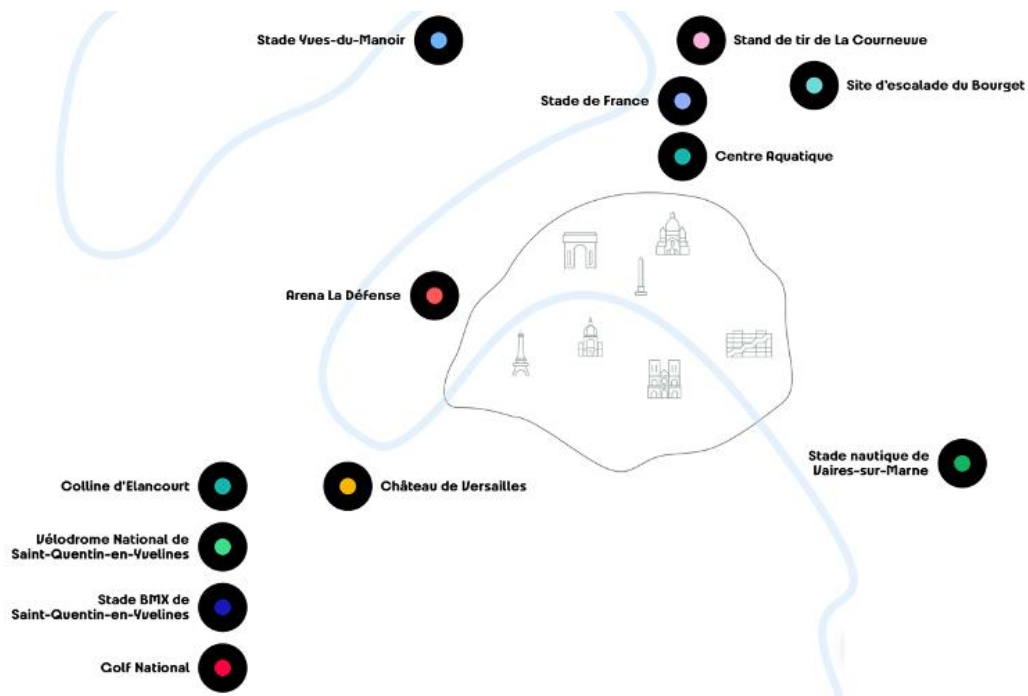 Stade Yves-du-Manoir
Stand de tir de La Courneuve
Site d'escalade du Bourget
Stade de France
Centre Aquatique
Arena La Défense
Stade nautique de
Vaires-sur-Marne
Colline d'Elancourt
Château de Versailles
Vélodrome National de
Saint-Quentin-en-Yvelines
Stade BMX de
Saint-Quentin-en-Yvelines
Golf National